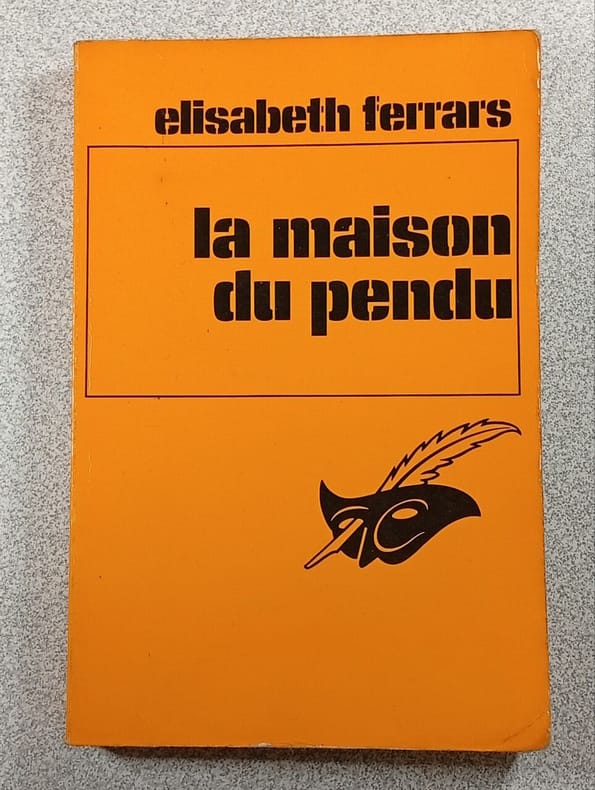 elisabeth ferrars
la maison
du pendu